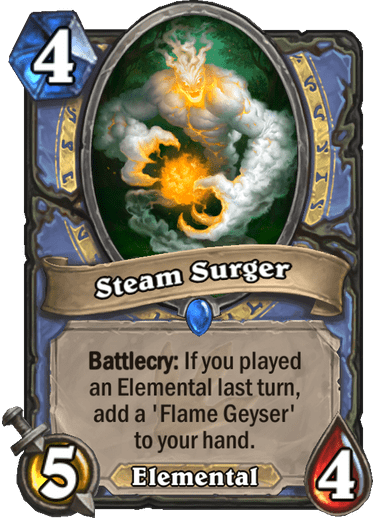 4
Steam Surger
Battlecry: If you played
an Elemental last turn,
add a 'Flame Geyser'
to your hand.
5
Elemental
4